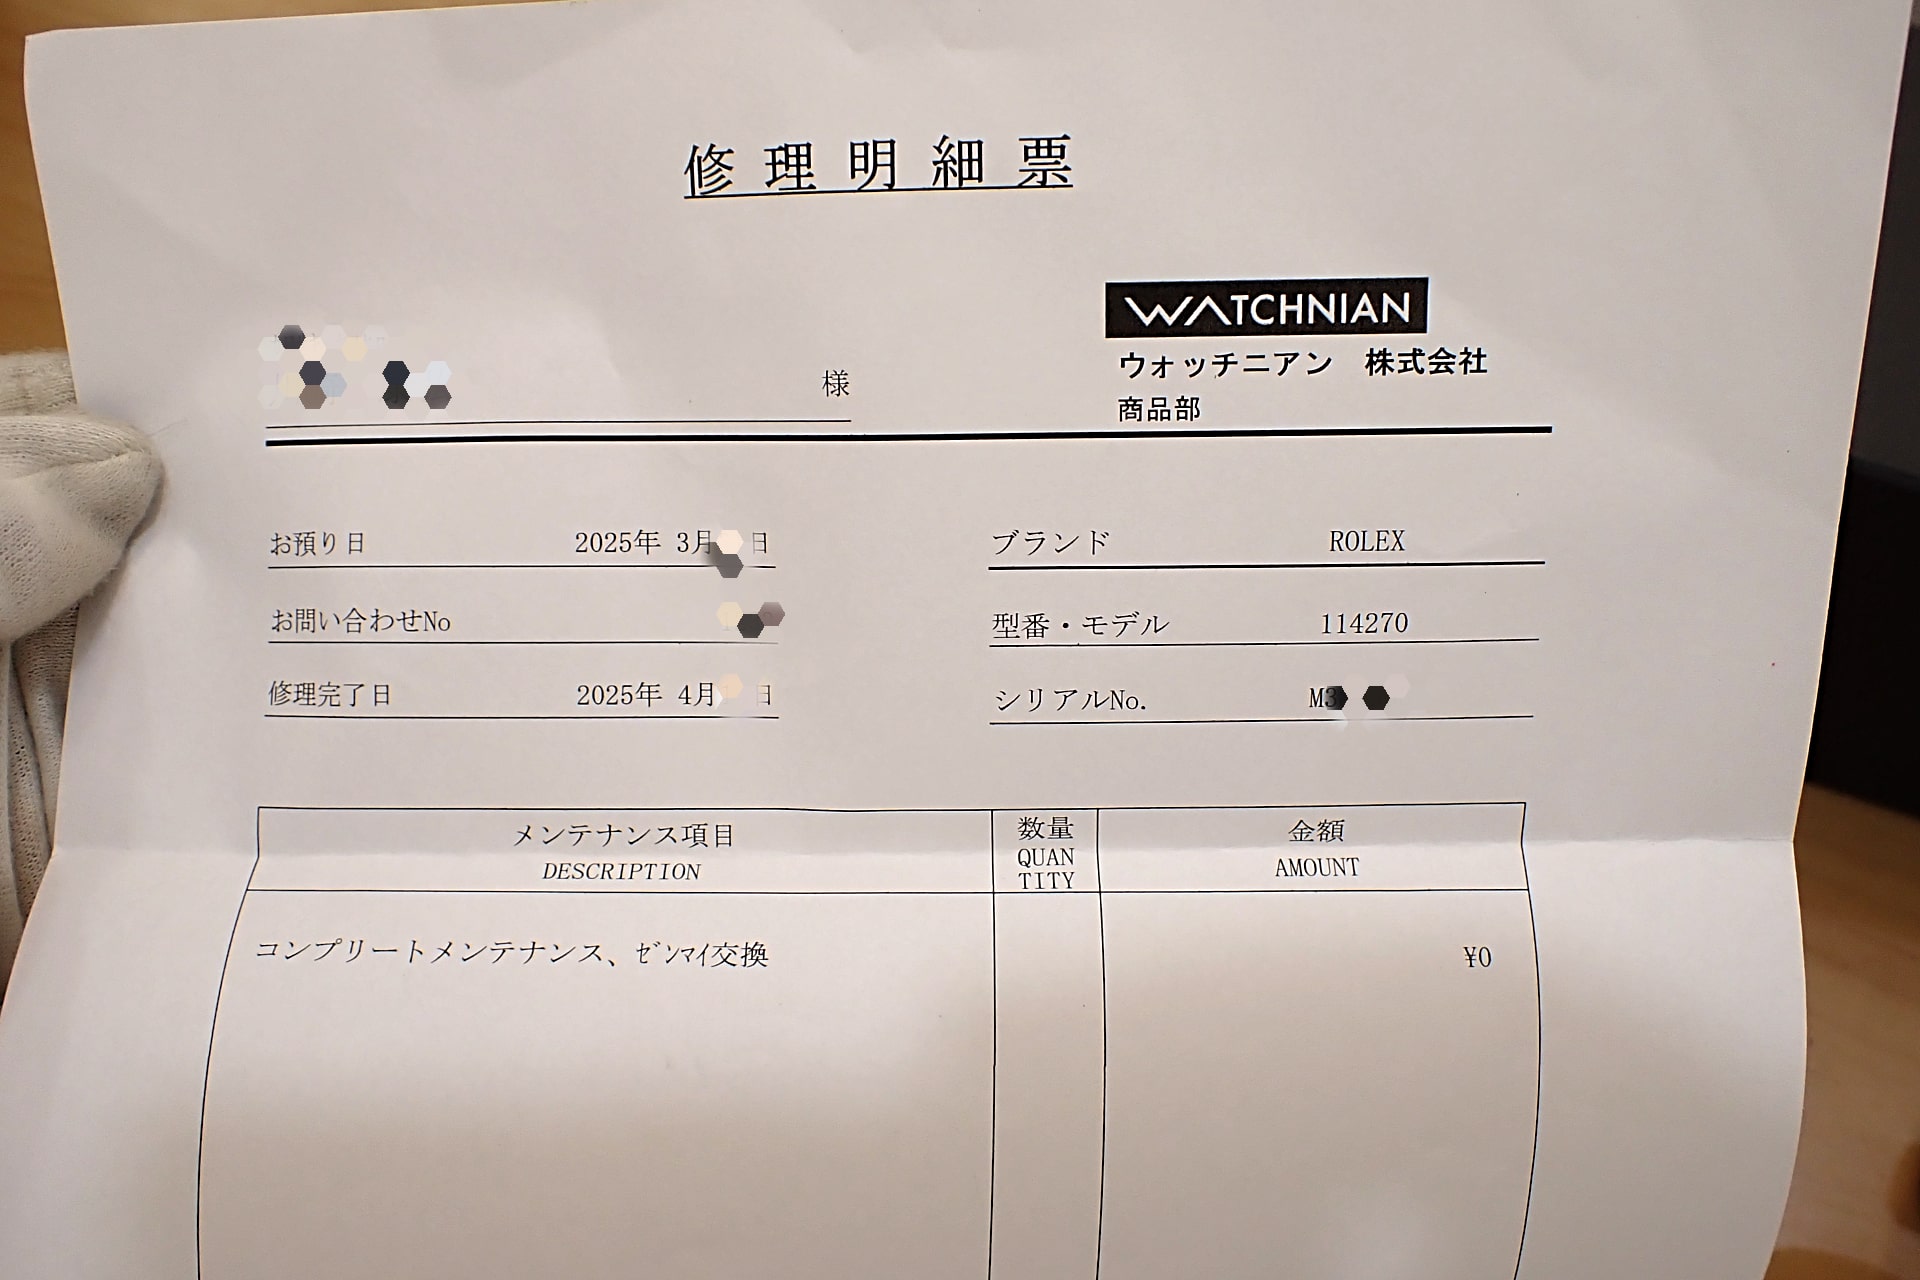 修理明細票
WATCHNIAN
ウォッチニアン 株式会社
様
商品部
お預り日 2025年 3月 日
ブランド ROLEX
お問い合わせNo
型番・モデル 114270
修理完了日 2025年 4月 日
シリアルNo. M3
メンテナンス項目 数量 金額
DESCRIPTION QUAN TITY AMOUNT
コンプリートメンテナンス、ｾﾞﾝﾏｲ交換 ¥0